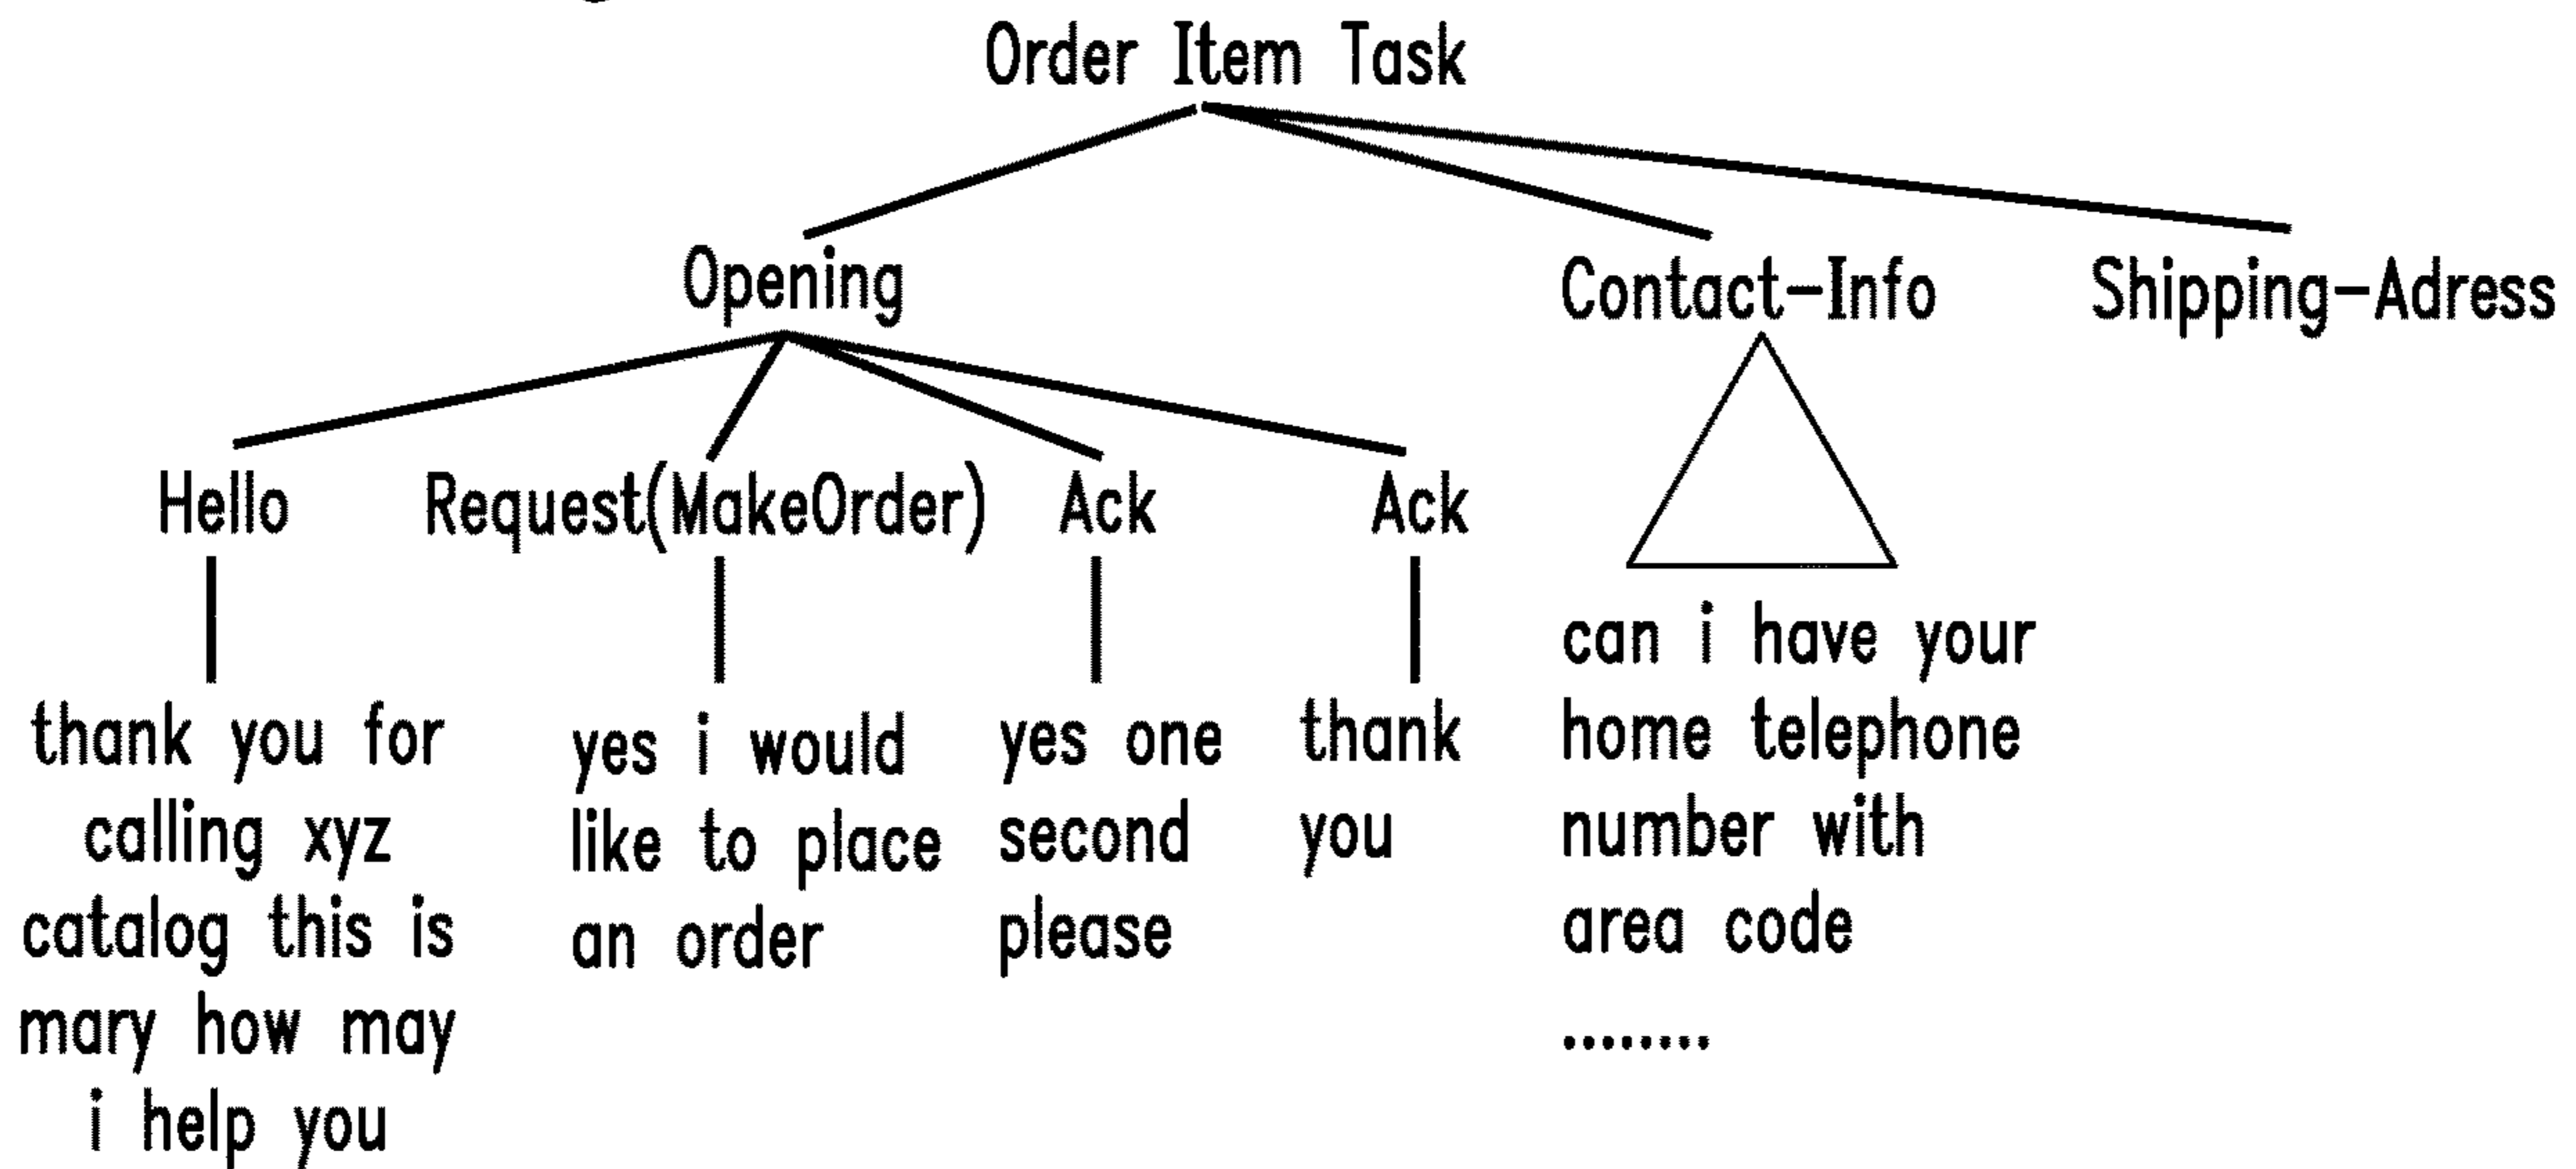 Order Item Task
Opening
Contact-Info
Shipping-Adress
Hello
Request(MakeOrder)
Ack
Ack
thank you for
calling xyz
catalog this is
mary how may
i help you
yes i would
like to place
an order
yes one
second
please
thank
you
can i have your
home telephone
number with
area code
........